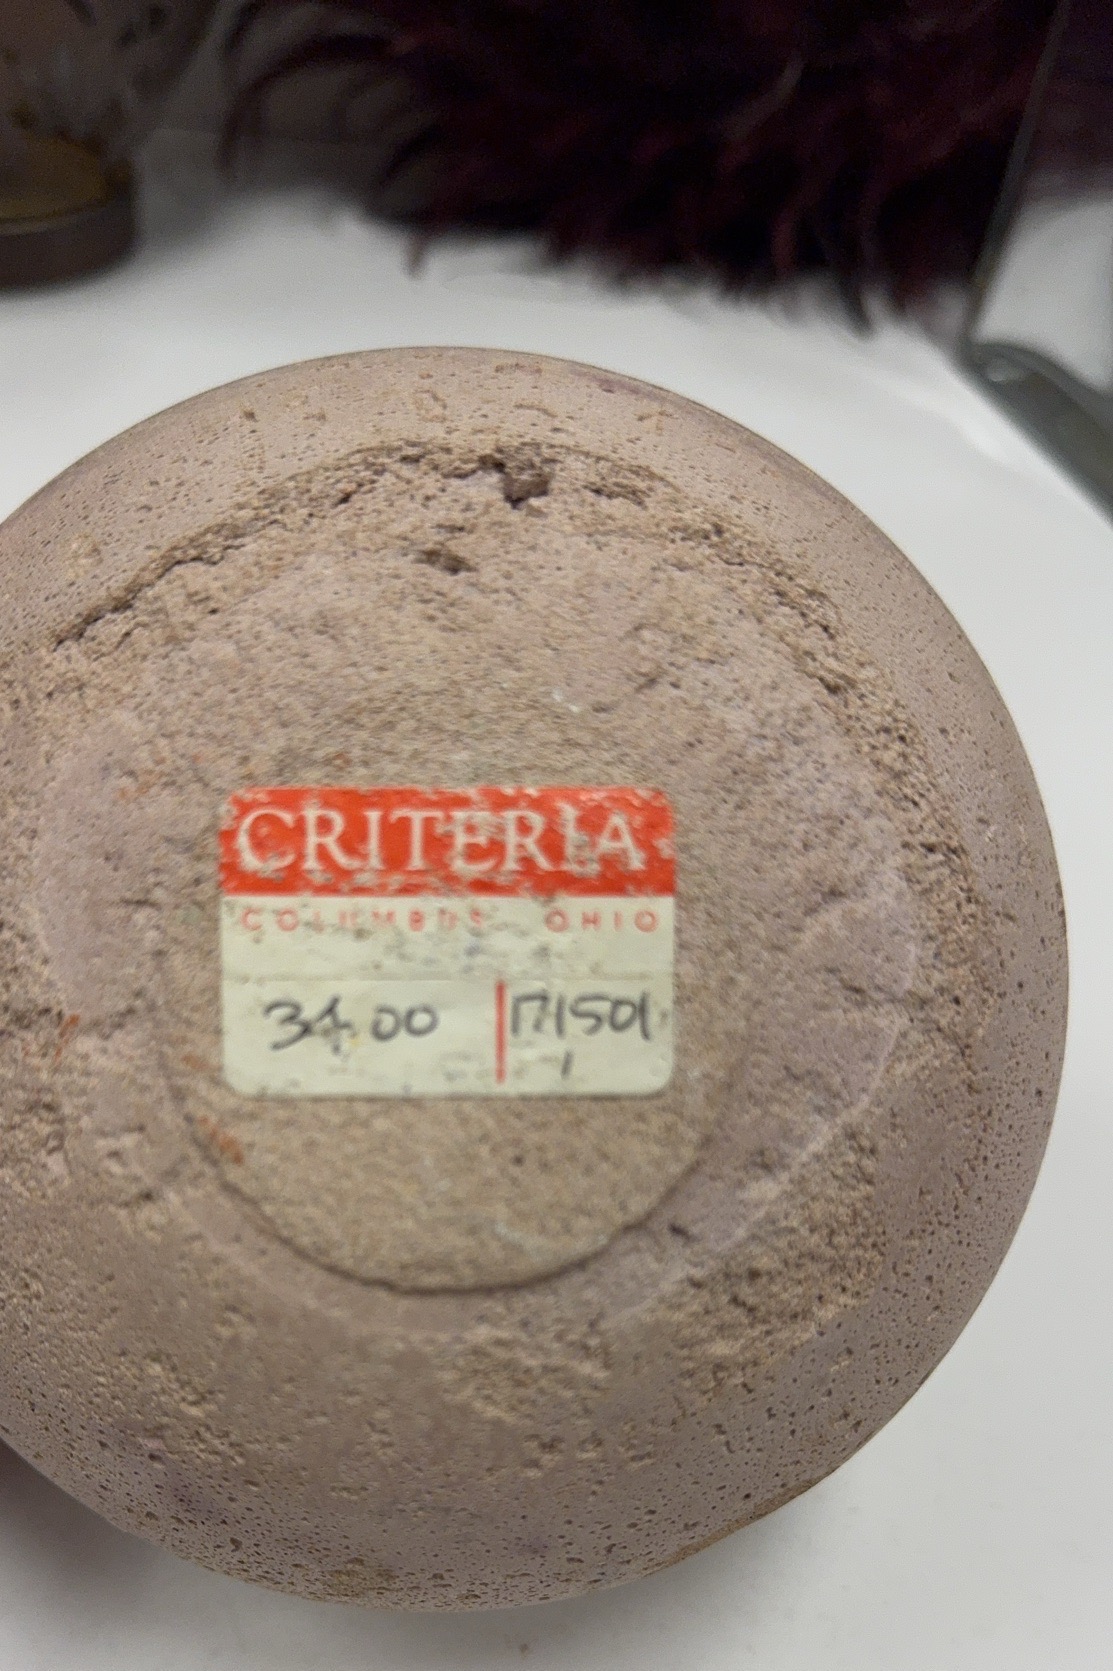 CRITERIA
COLUMBUS OHIO
34.00 171501
1